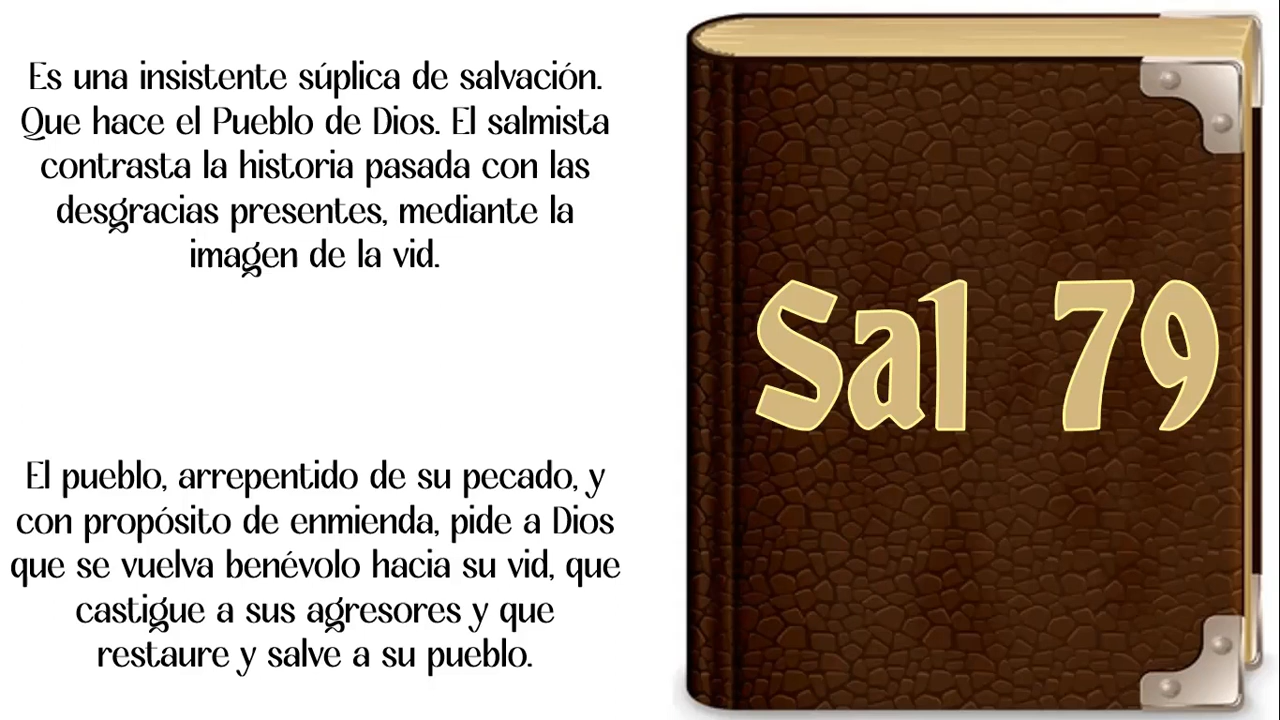 Es una insistente súplica de salvación.
Que hace el Pueblo de Dios. El salmista
contrasta la historia pasada con las
desgracias presentes, mediante la
imagen de la vid.
El pueblo, arrepentido de su pecado, y
con propósito de enmienda, pide a Dios
que se vuelva benévolo hacia su vid, que
castigue a sus agresores y que
restaure y salve a su pueblo.
Sal 79